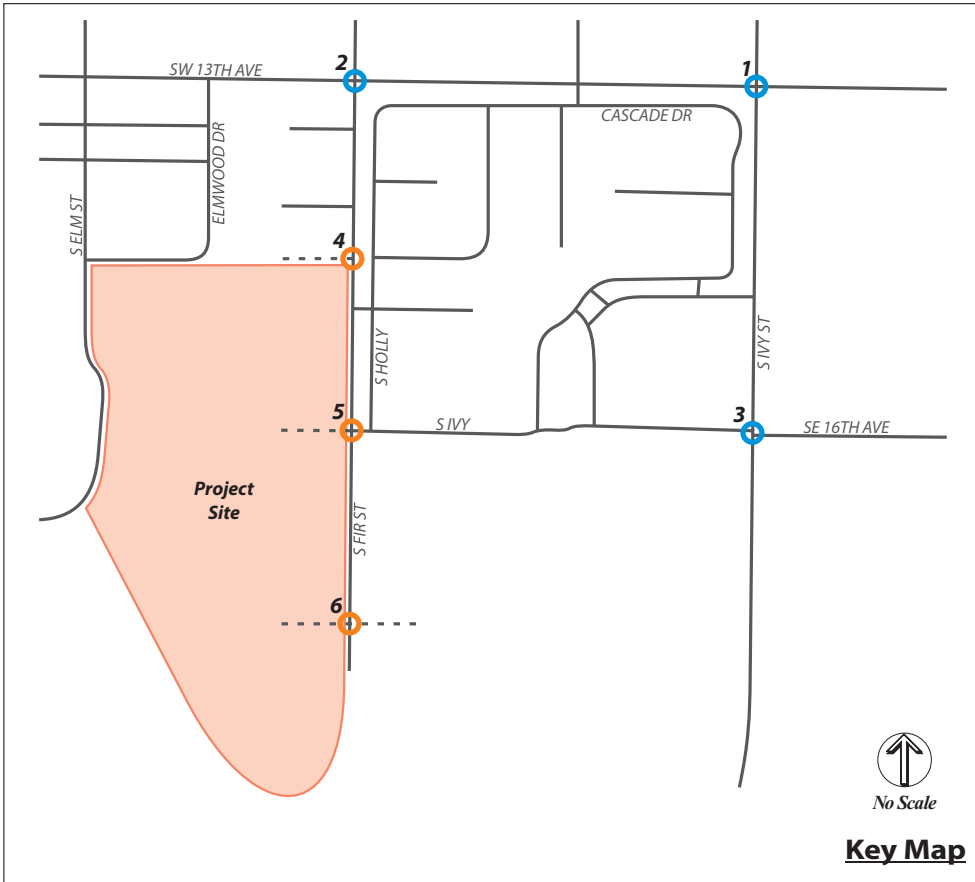 SW 13TH AVE
2
1
CASCADE DR
ELMWOOD DR
S ELM ST
4
S HOLLY
S IVY ST
5
S IVY
3
SE 16TH AVE
Project
Site
S FIR ST
6
No Scale
Key Map